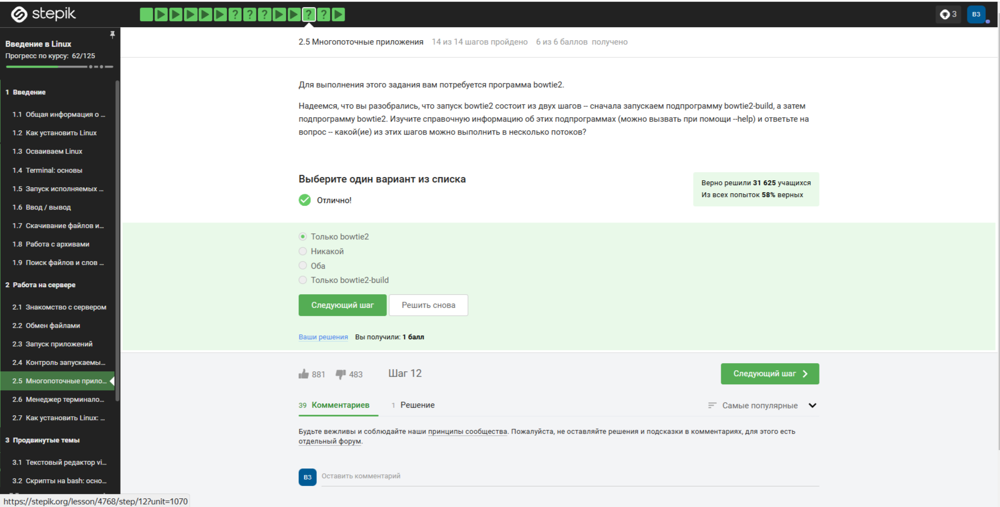 stepik
? ? ? ? ?
3
ВЗ
Введение в Linux
Прогресс по курсу: 62/125
1 Введение
1.1 Общая информация о ...
1.2 Как установить Linux
1.3 Осваиваем Linux
1.4 Terminal: основы
1.5 Запуск исполняемых ...
1.6 Ввод / вывод
1.7 Скачивание файлов и...
1.8 Работа с архивами
1.9 Поиск файлов и слов ...
2 Работа на сервере
2.1 Знакомство с сервером
2.2 Обмен файлами
2.3 Запуск приложений
2.4 Контроль запускаемы...
2.5 Многопоточные прило...
2.6 Менеджер терминало...
2.7 Как установить Linux: ...
3 Продвинутые темы
3.1 Текстовый редактор vi...
3.2 Скрипты на bash: осно...
https://stepik.org/lesson/4768/step/12?unit=1070
2.5 Многопоточные приложения 14 из 14 шагов пройдено 6 из 6 баллов получено
Для выполнения этого задания вам потребуется программа bowtie2.
Надеемся, что вы разобрались, что запуск bowtie2 состоит из двух шагов -- сначала запускаем подпрограмму bowtie2-build, а затем
подпрограмму bowtie2. Изучите справочную информацию об этих подпрограммах (можно вызвать при помощи --help) и ответьте на
вопрос -- какой(ие) из этих шагов можно выполнить в несколько потоков?
Выберите один вариант из списка
Отлично!
Верно решили 31 625 учащихся
Из всех попыток 58% верных
Только bowtie2
Никакой
Оба
Только bowtie2-build
Следующий шаг Решить снова
Ваши решения Вы получили: 1 балл
881 483 Шаг 12
Следующий шаг
39 Комментариев 1 Решение
Самые популярные
Будьте вежливы и соблюдайте наши принципы сообщества. Пожалуйста, не оставляйте решения и подсказки в комментариях, для этого есть
отдельный форум.
ВЗ Оставить комментарий